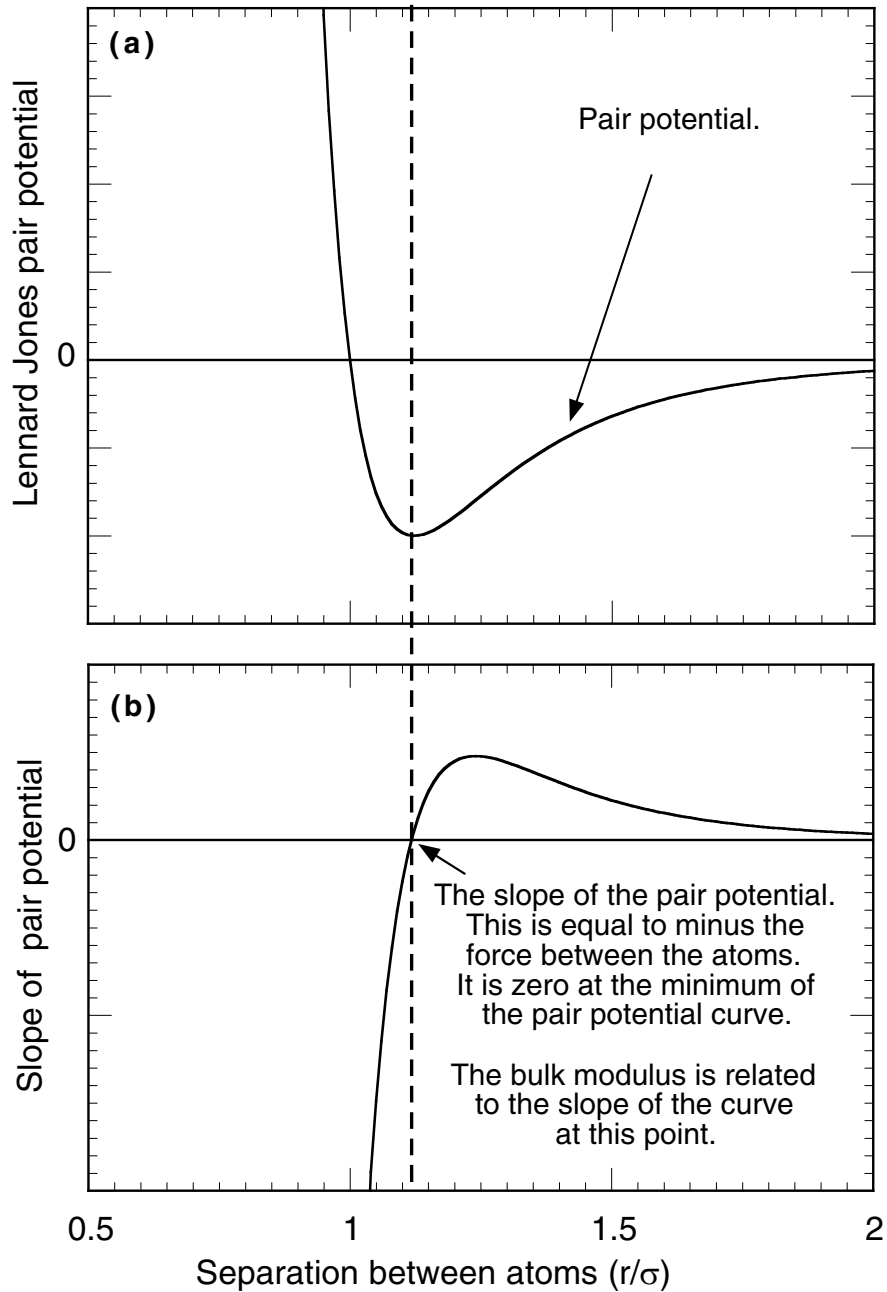 (a)
Lennard Jones pair potential
Pair potential.
0
(b)
Slope of pair potential
0
The slope of the pair potential.
This is equal to minus the
force between the atoms.
It is zero at the minimum of
the pair potential curve.
The bulk modulus is related
to the slope of the curve
at this point.
0.5 1 1.5 2
Separation between atoms (r/σ)